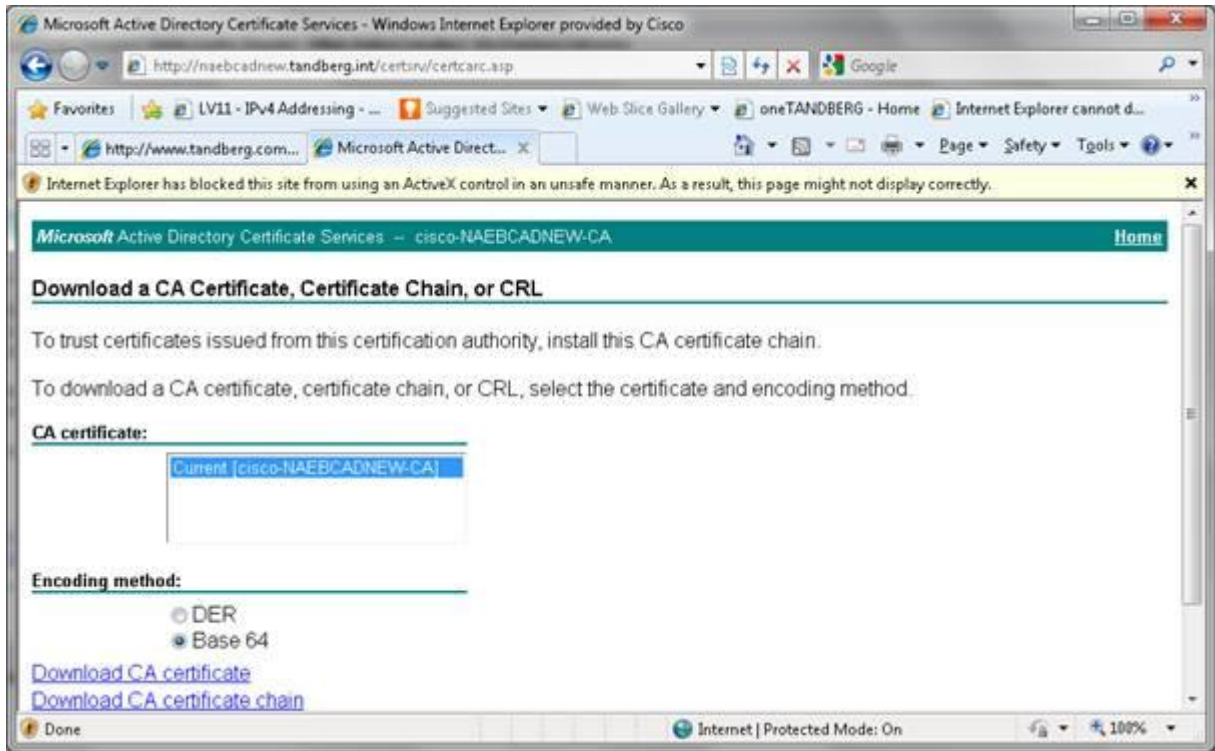 Microsoft Active Directory Certificate Services - Windows Internet Explorer provided by Cisco
http://naebcadnew.tandberg.int/certsrv/certcarc.asp
Google
Favorites
LV11 - IPv4 Addressing - ...
Suggested Sites
Web Slice Gallery
oneTANDBERG - Home
Internet Explorer cannot d...
http://www.tandberg.com...
Microsoft Active Direct...
Page
Safety
Tools
Internet Explorer has blocked this site from using an ActiveX control in an unsafe manner. As a result, this page might not display correctly.
Microsoft Active Directory Certificate Services -- cisco-NAEBCADNEW-CA
Home
Download a CA Certificate, Certificate Chain, or CRL
To trust certificates issued from this certification authority, install this CA certificate chain.
To download a CA certificate, certificate chain, or CRL, select the certificate and encoding method.
CA certificate:
Current [cisco-NAEBCADNEW-CA]
Encoding method:
DER
Base 64
Download CA certificate
Download CA certificate chain
Done
Internet | Protected Mode: On
100%